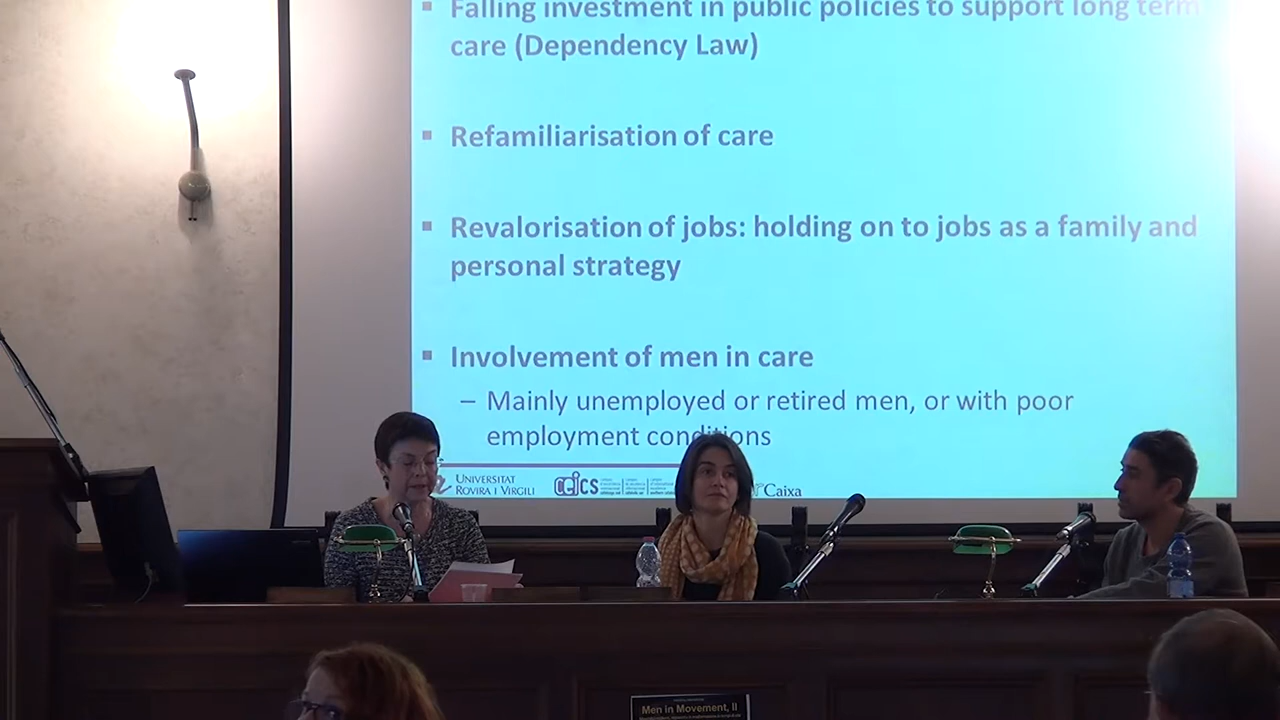 ▪ Falling investment in public policies to support long term
care (Dependency Law)
▪ Refamiliarisation of care
▪ Revalorisation of jobs: holding on to jobs as a family and
personal strategy
▪ Involvement of men in care
– Mainly unemployed or retired men, or with poor
employment conditions
UNIVERSITAT
ROVIRA I VIRGILI
ceics
Caixa
Men in Movement, II